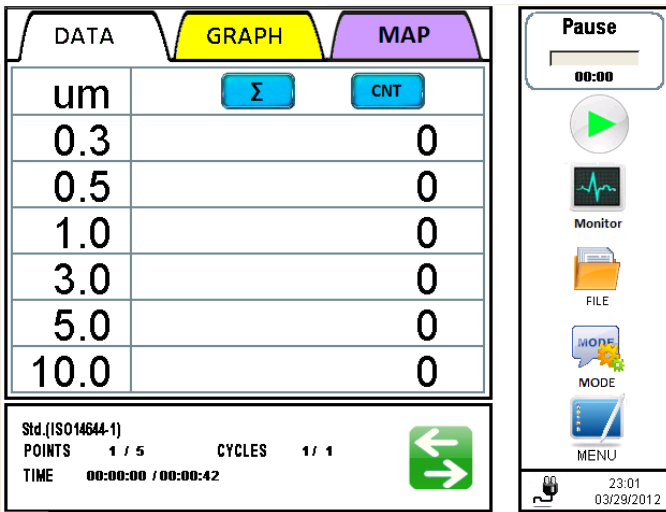 DATA GRAPH MAP
um Σ CNT
0.3 0
0.5 0
1.0 0
3.0 0
5.0 0
10.0 0
Std.(ISO14644-1)
POINTS 1 / 5 CYCLES 1/ 1
TIME 00:00:00 / 00:00:42
Pause
00:00
Monitor
FILE
MODE
MODE
MENU
23:01
03/29/2012